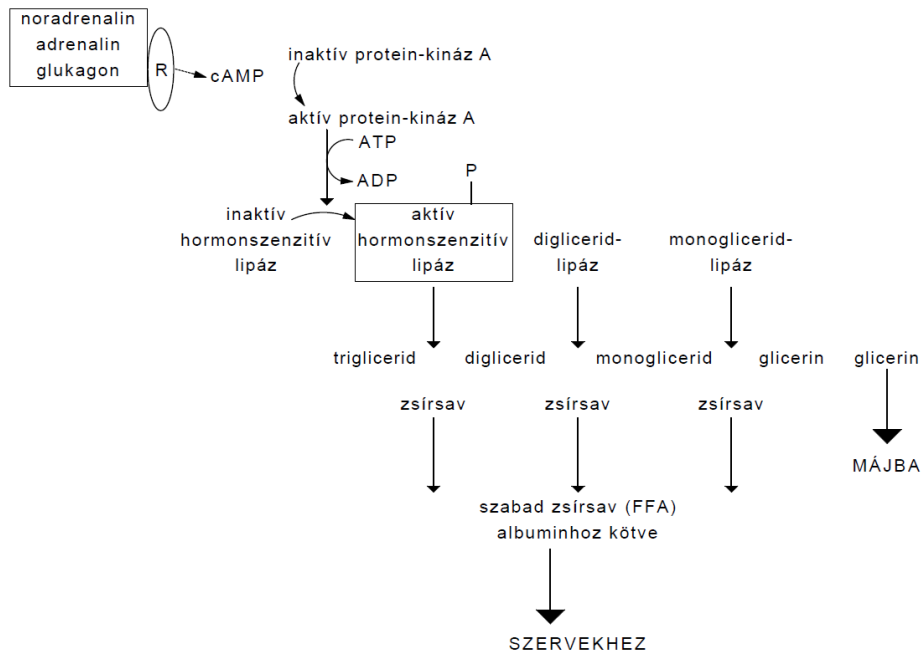 noradrenalin
adrenalin
glukagon
R
cAMP
inaktív protein-kináz A
aktív protein-kináz A
ATP
ADP
P
inaktív
hormonszenzitív
lipáz
aktív
hormonszenzitív
lipáz
diglicerid-
lipáz
monoglicerid-
lipáz
triglicerid diglicerid monoglicerid glicerin glicerin
zsírsav zsírsav zsírsav
MÁJBA
szabad zsírsav (FFA)
albuminhoz kötve
SZERVEKHEZ